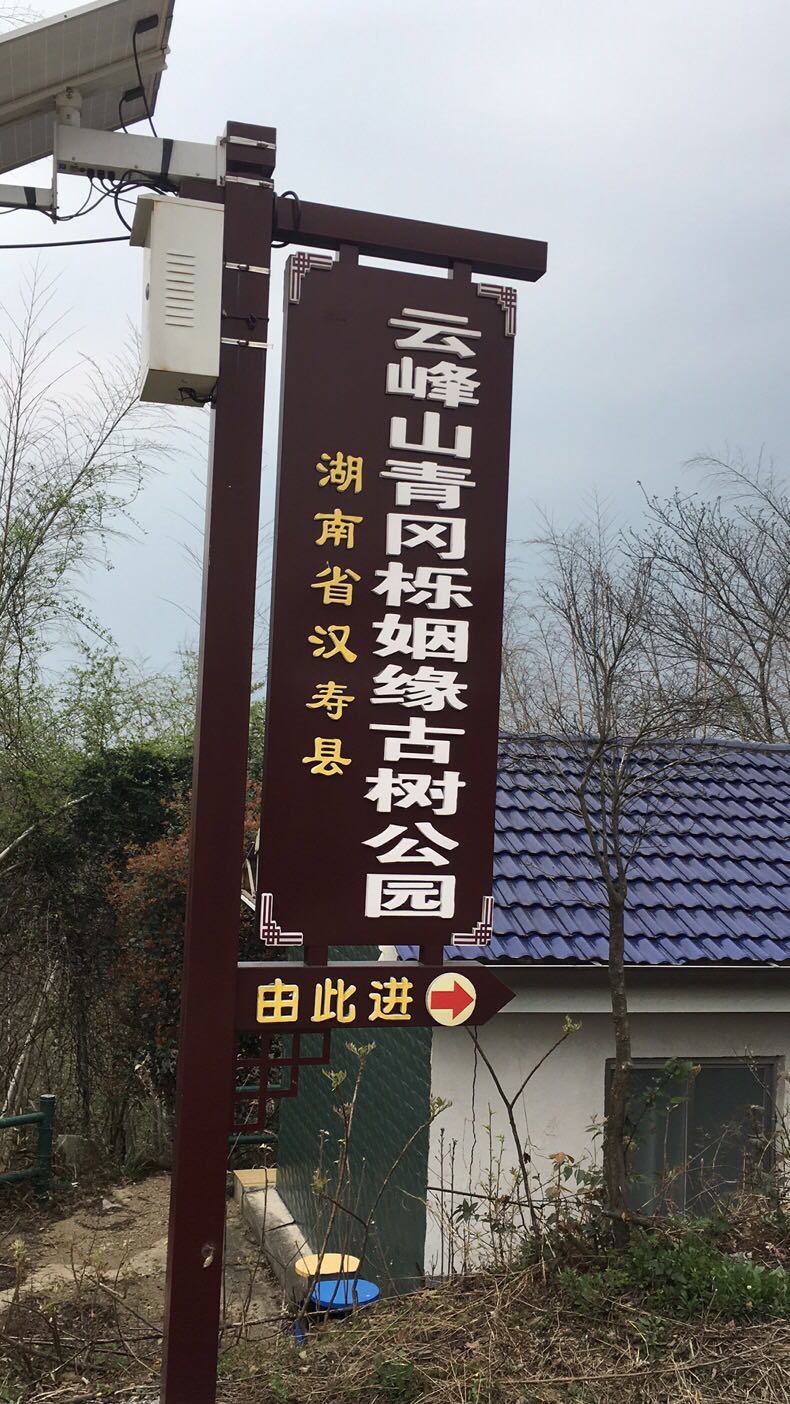 云峰山青冈栎姻缘古树公园
湖南省汉寿县
由此进